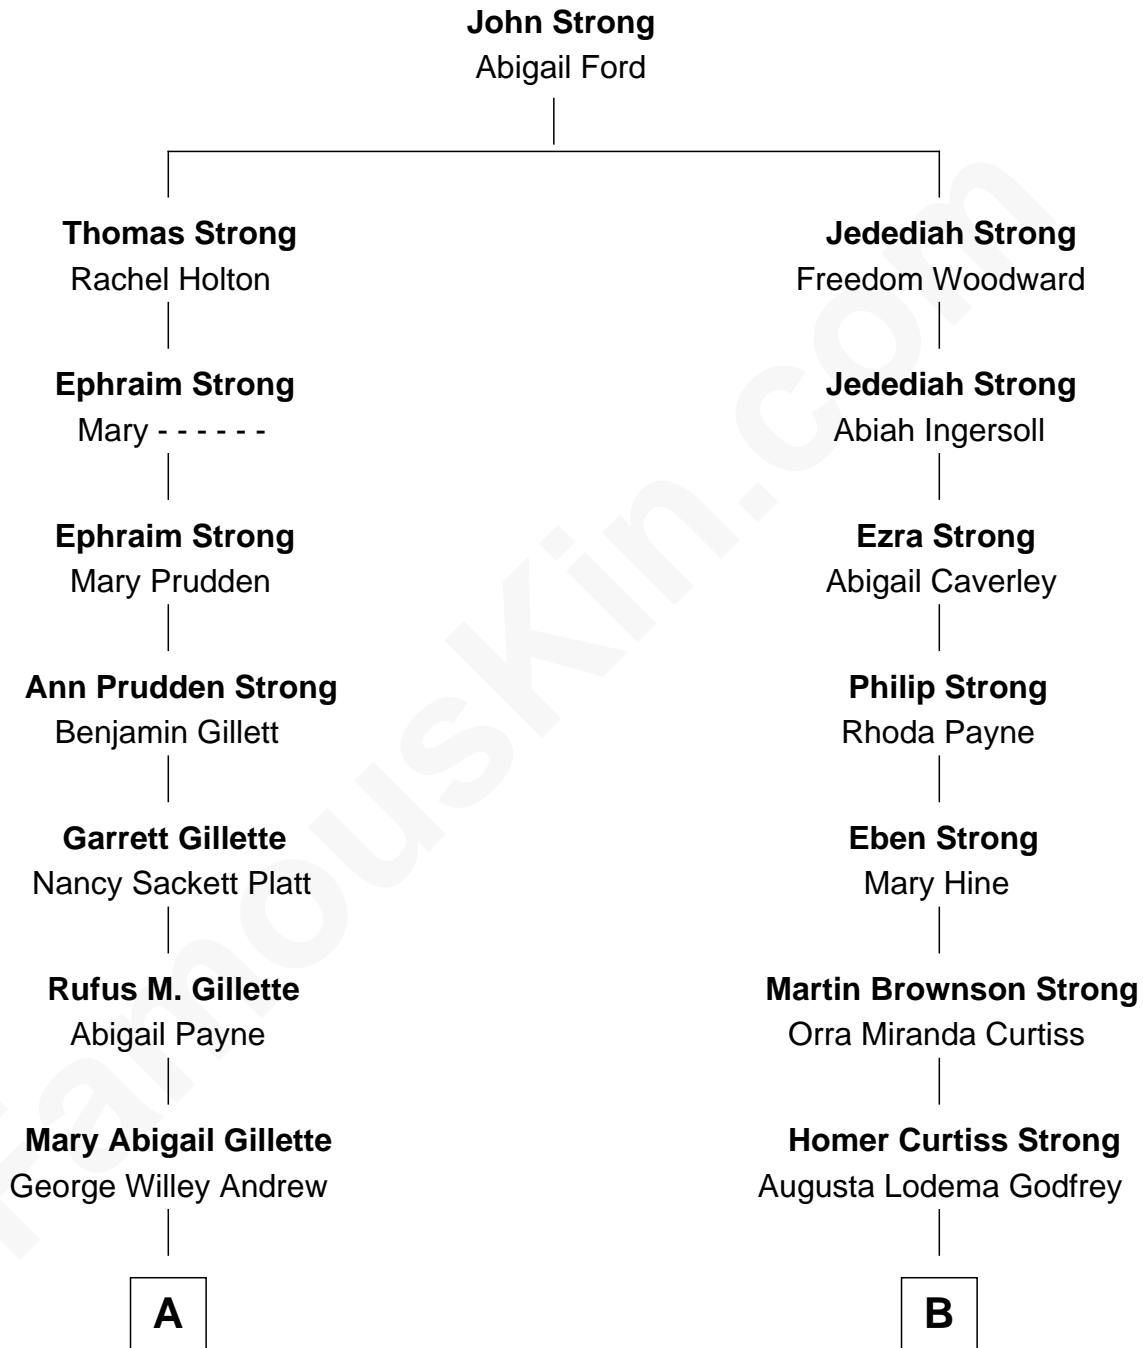 John Strong
Abigail Ford
Thomas Strong
Rachel Holton
Jedediah Strong
Freedom Woodward
Ephraim Strong
Mary - - - - - -
Jedediah Strong
Abiah Ingersoll
Ephraim Strong
Mary Prudden
Ezra Strong
Abigail Caverley
Ann Prudden Strong
Benjamin Gillett
Philip Strong
Rhoda Payne
Garrett Gillette
Nancy Sackett Platt
Eben Strong
Mary Hine
Rufus M. Gillette
Abigail Payne
Martin Brownson Strong
Orra Miranda Curtiss
Mary Abigail Gillette
George Willey Andrew
Homer Curtiss Strong
Augusta Lodema Godfrey
A
B
FamousKin.com